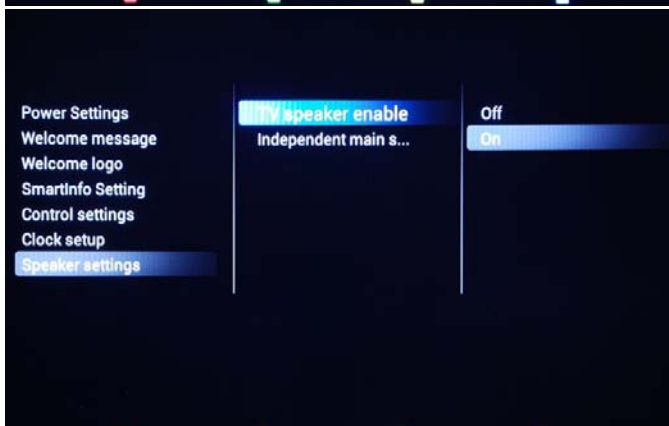 Power Settings
Welcome message
Welcome logo
SmartInfo Setting
Control settings
Clock setup
Speaker settings
TV speaker enable
Independent main s...
Off
On